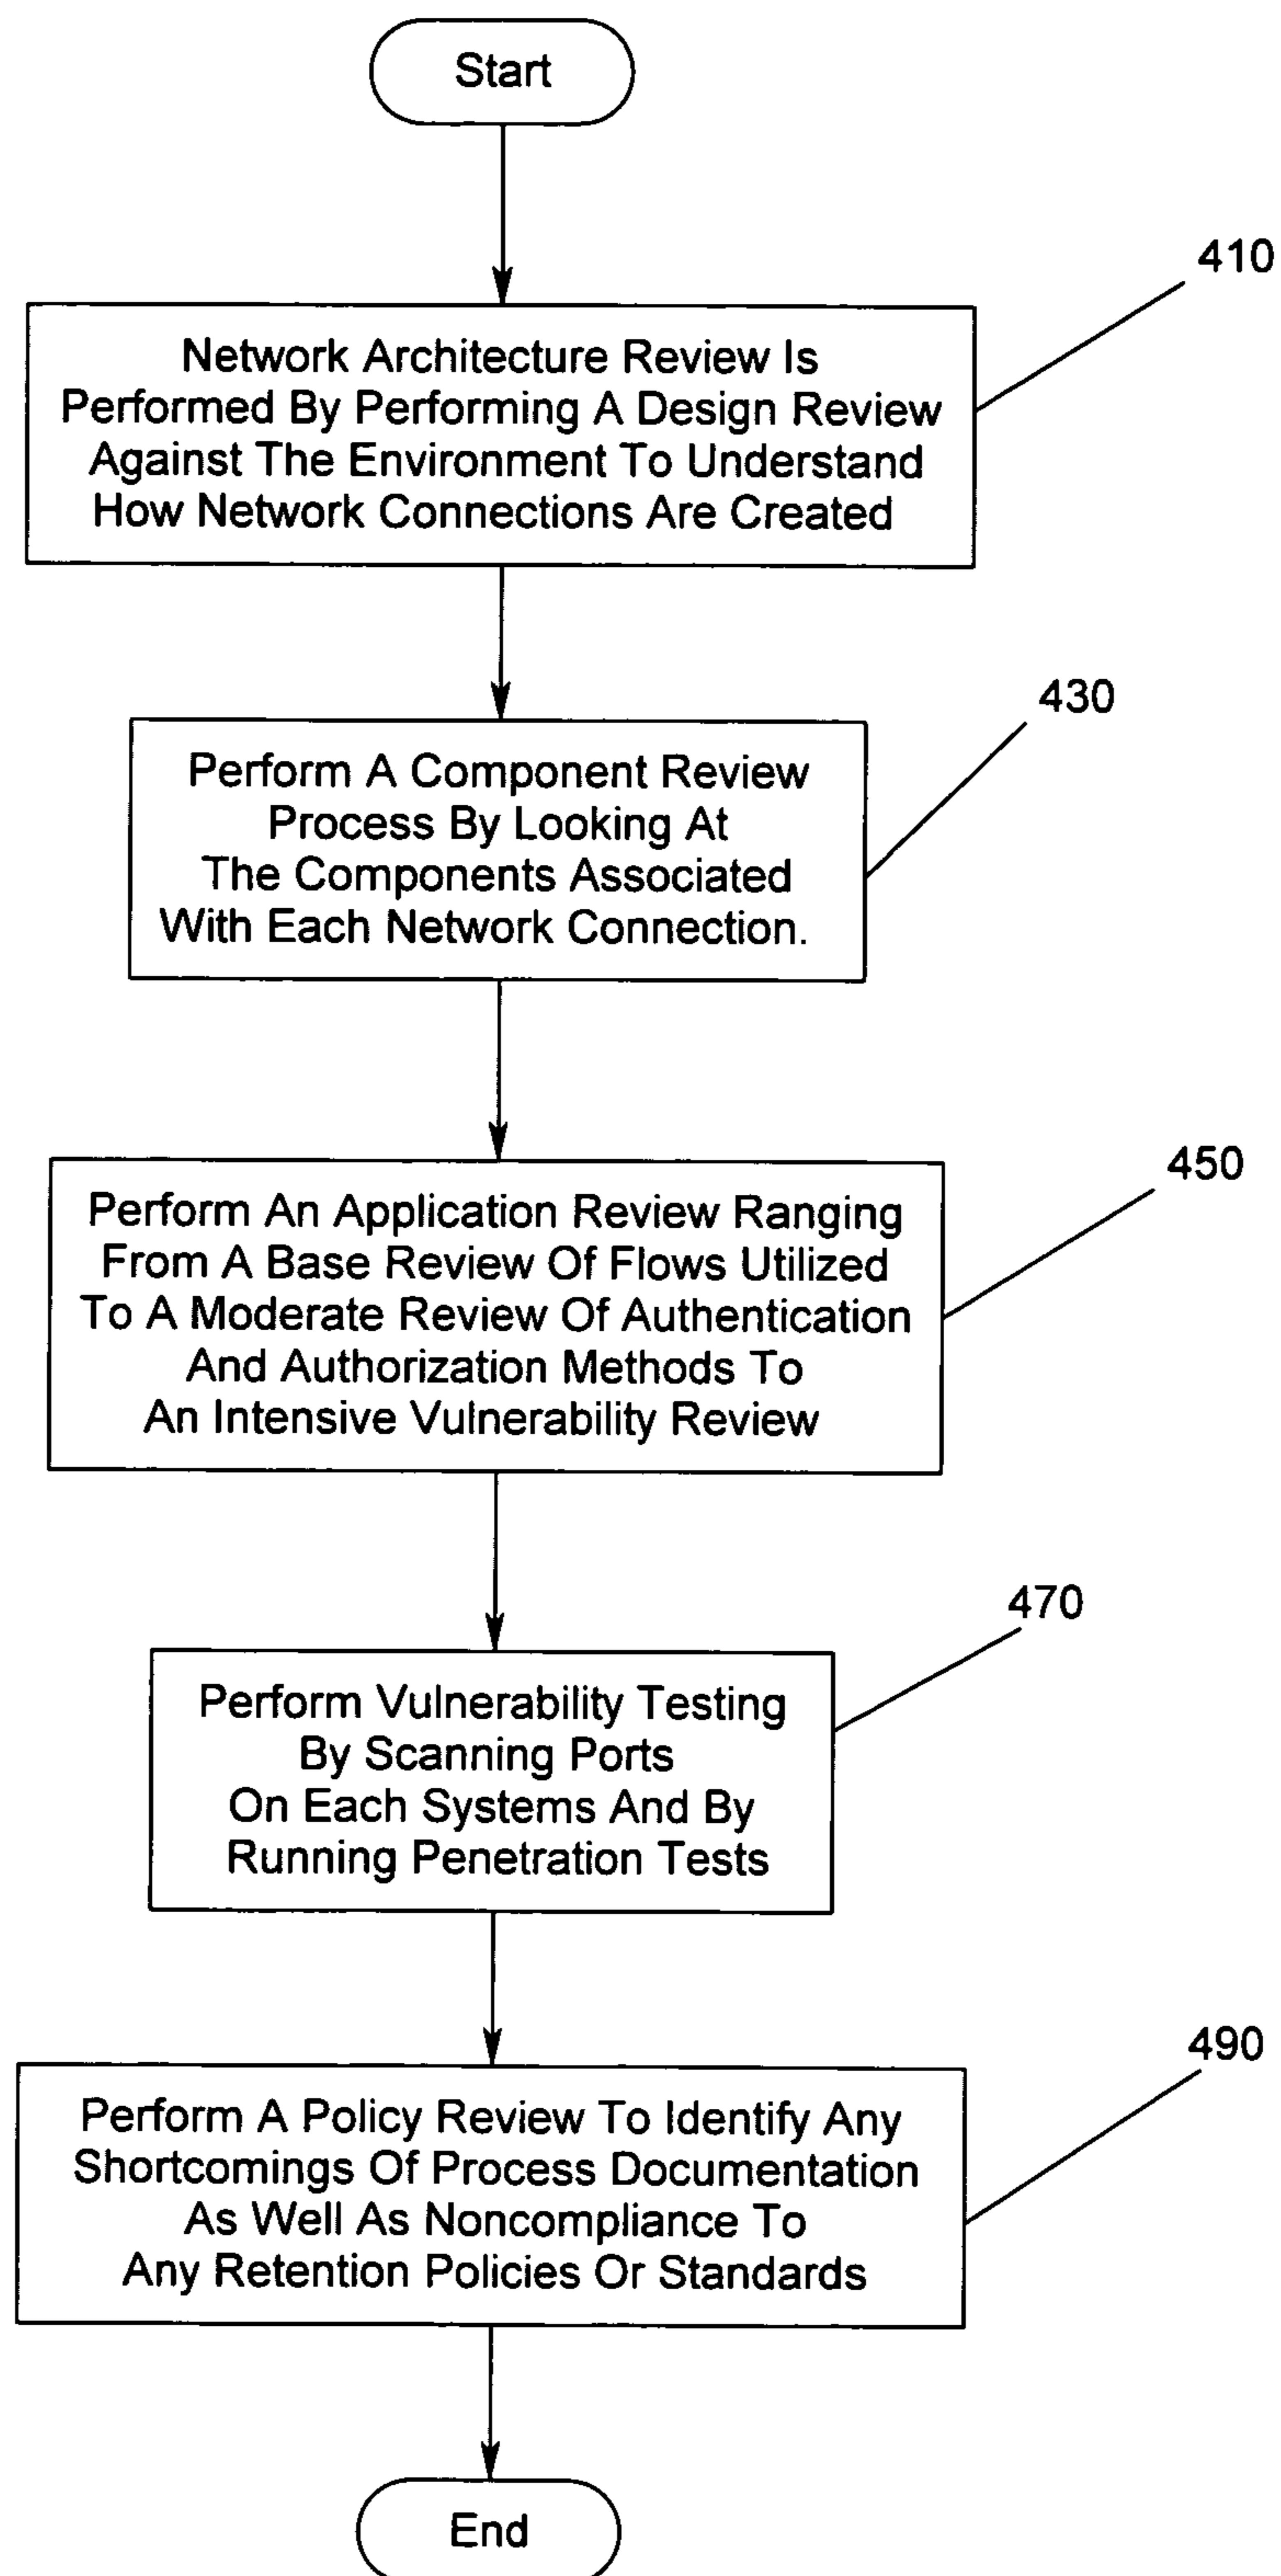 Start
410
Network Architecture Review Is
Performed By Performing A Design Review
Against The Environment To Understand
How Network Connections Are Created
430
Perform A Component Review
Process By Looking At
The Components Associated
With Each Network Connection.
450
Perform An Application Review Ranging
From A Base Review Of Flows Utilized
To A Moderate Review Of Authentication
And Authorization Methods To
An Intensive Vulnerability Review
470
Perform Vulnerability Testing
By Scanning Ports
On Each Systems And By
Running Penetration Tests
490
Perform A Policy Review To Identify Any
Shortcomings Of Process Documentation
As Well As Noncompliance To
Any Retention Policies Or Standards
End